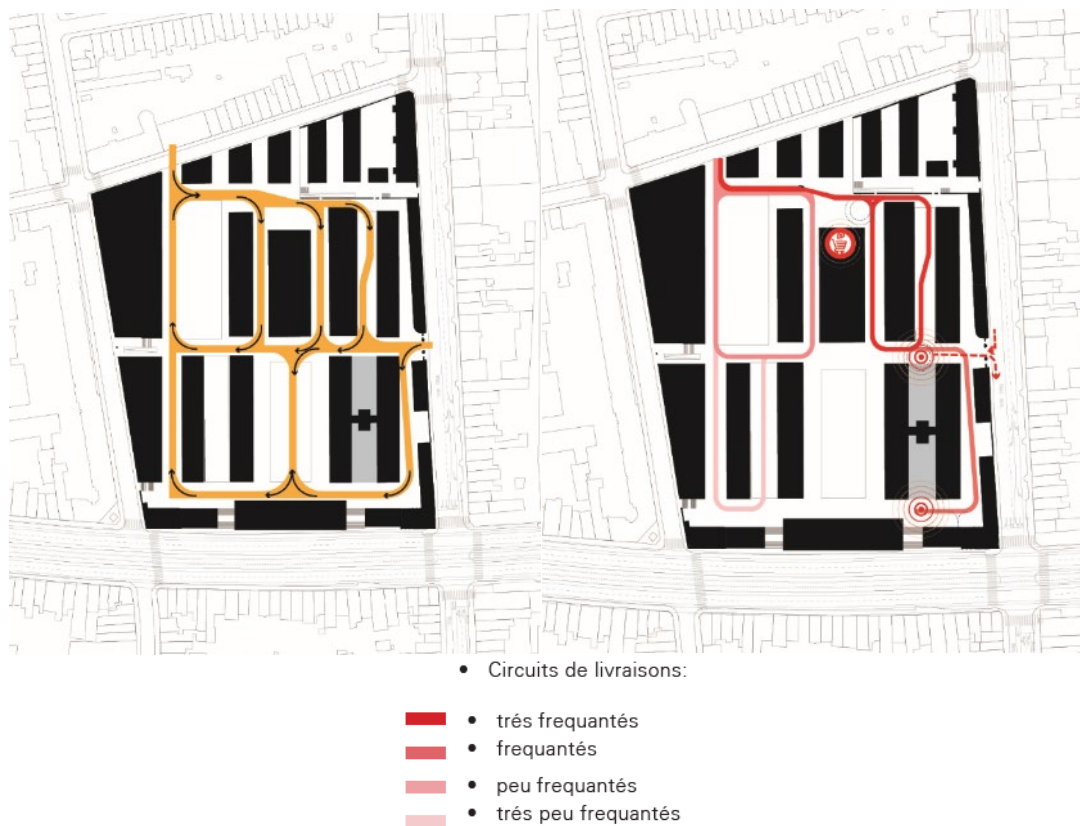 • Circuits de livraisons:
• trés frequantés
• frequantés
• peu frequantés
• trés peu frequantés